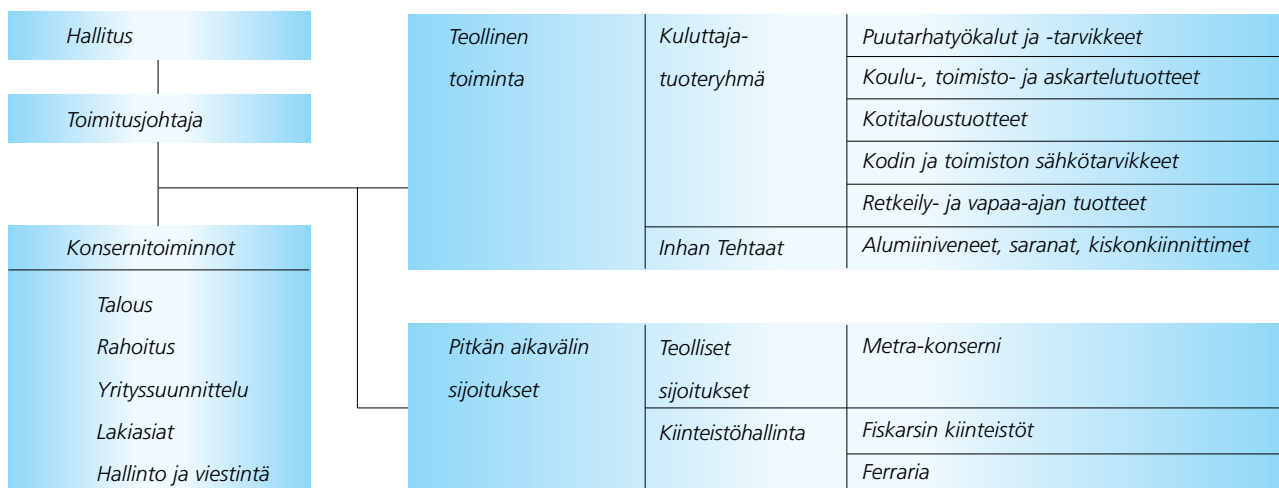 Hallitus
Toimitusjohtaja
Konsernitoiminnot
Talous
Rahoitus
Yrityssuunnittelu
Lakiasiat
Hallinto ja viestintä
Teollinen
toiminta
Kuluttaja-
tuoteryhmä
Puutarhatyökalut ja -tarvikkeet
Koulu-, toimisto- ja askartelutuotteet
Kotitaloustuotteet
Kodin ja toimiston sähkötarvikkeet
Retkeily- ja vapaa-ajan tuotteet
Inhan Tehtaat
Alumiiniveneet, saranat, kiskonkiinnittimet
Pitkän aikavälin
sijoitukset
Teolliset
sijoitukset
Metra-konserni
Kiinteistöhallinta
Fiskarsin kiinteistöt
Ferraria